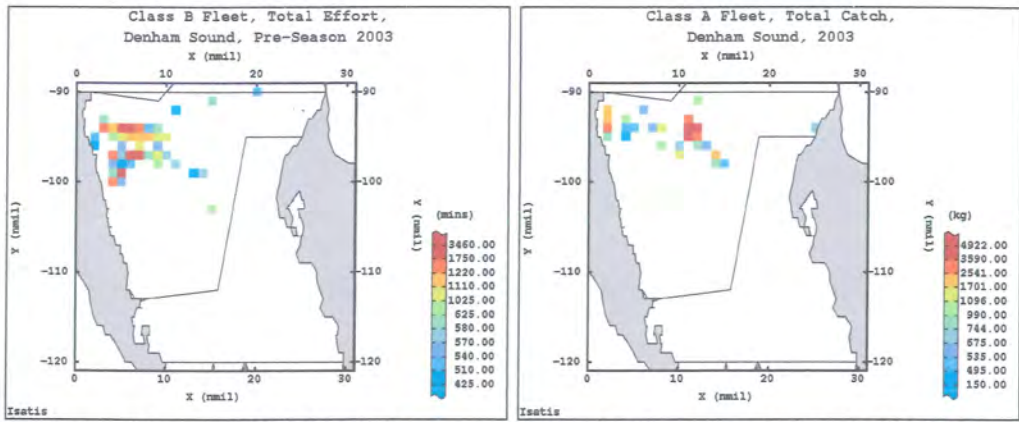 Class B Fleet, Total Effort,
Denham Sound, Pre-Season 2003
X (nmil)
0 10 20 30
-90 -90
-100 -100
-110 -110
-120 -120
Y (nmil)
Y (nmil)
(mins)
3460.00
1750.00
1220.00
1110.00
1025.00
625.00
580.00
570.00
540.00
510.00
425.00
0 10 20 30
X (nmil)
Isatis
Class A Fleet, Total Catch,
Denham Sound, 2003
X (nmil)
0 10 20 30
-90 -90
-100 -100
-110 -110
-120 -120
Y (nmil)
Y (nmil)
(kg)
4922.00
3590.00
2541.00
1701.00
1096.00
990.00
744.00
675.00
535.00
495.00
150.00
0 10 20 30
X (nmil)
Isatis